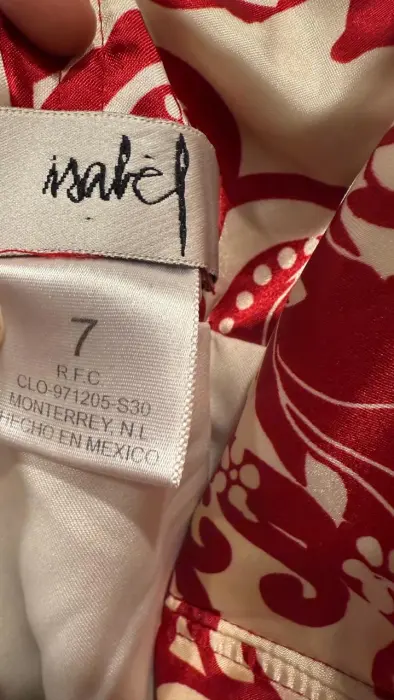 isabel
7
R.F.C
CLO-971205-S30
MONTERREY, N.L
HECHO EN MEXICO